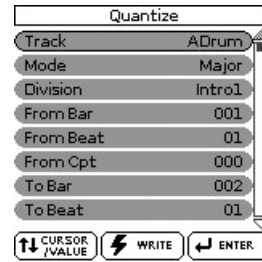 Quantize
Track ADrum
Mode Major
Division Intro1
From Bar 001
From Beat 01
From Cpt 000
To Bar 002
To Beat 01
CURSOR /VALUE WRITE ENTER